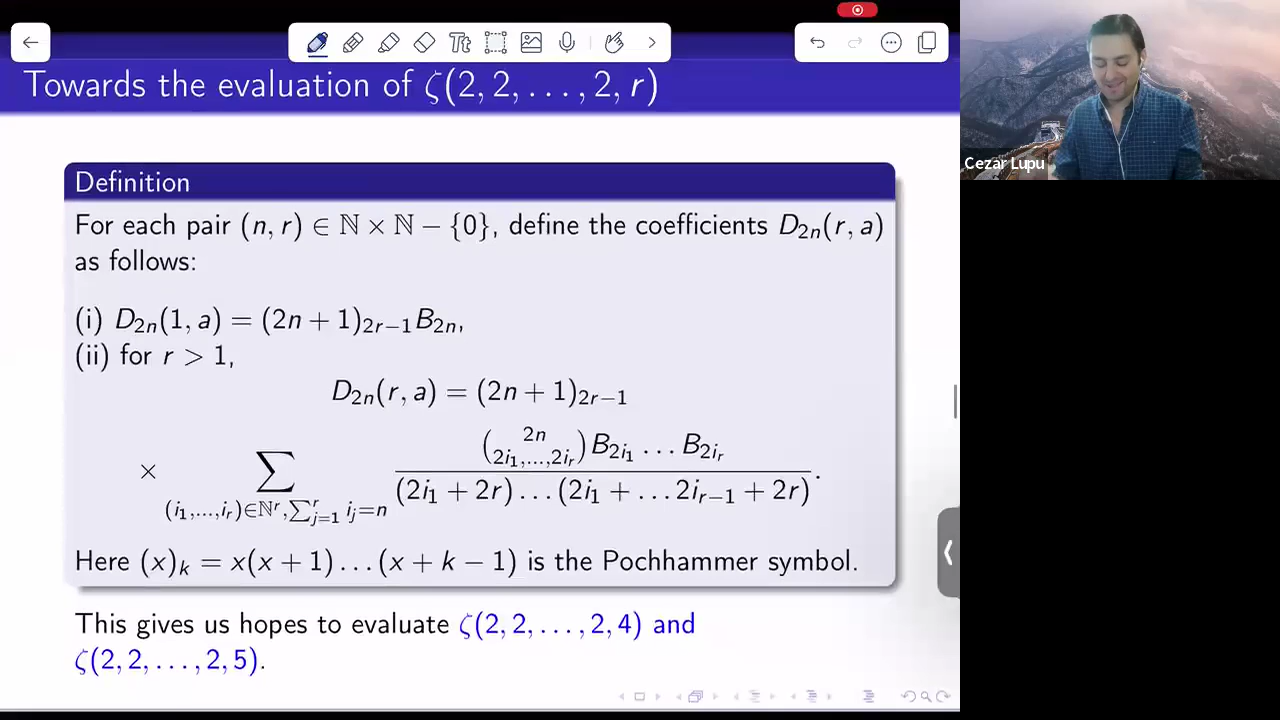 Tt
Towards the evaluation of ζ(2, 2, . . . , 2, r)
Cezar Lupu
Definition
For each pair (n, r) ∈ ℕ × ℕ − {0}, define the coefficients D_{2n}(r, a)
as follows:
(i) D_{2n}(1, a) = (2n + 1)_{2r−1}B_{2n},
(ii) for r > 1,
D_{2n}(r, a) = (2n + 1)_{2r−1}
× ∑_{(i_1,...,i_r)∈ℕ^r, ∑_{j=1}^r i_j=n} \frac{\binom{2n}{2i_1,...,2i_r} B_{2i_1} . . . B_{2i_r}}{(2i_1 + 2r) . . . (2i_1 + . . . 2i_{r−1} + 2r)}.
Here (x)_k = x(x + 1) . . . (x + k − 1) is the Pochhammer symbol.
This gives us hopes to evaluate ζ(2, 2, . . . , 2, 4) and
ζ(2, 2, . . . , 2, 5).